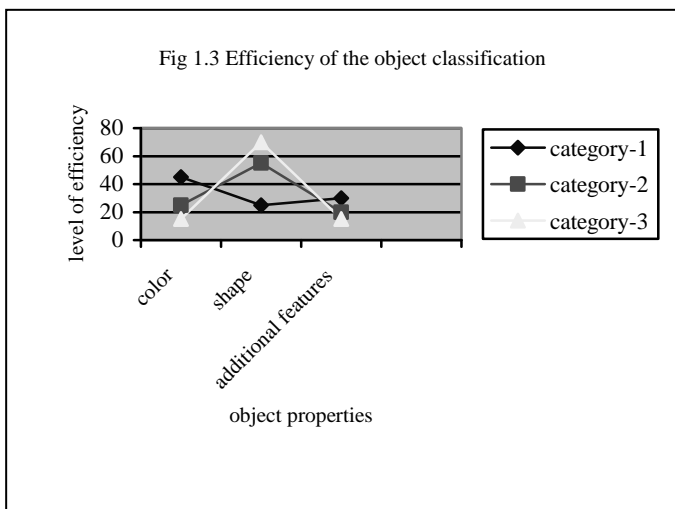 Fig 1.3 Efficiency of the object classification
level of efficiency
80
60
40
20
0
color
shape
additional features
object properties
category-1
category-2
category-3